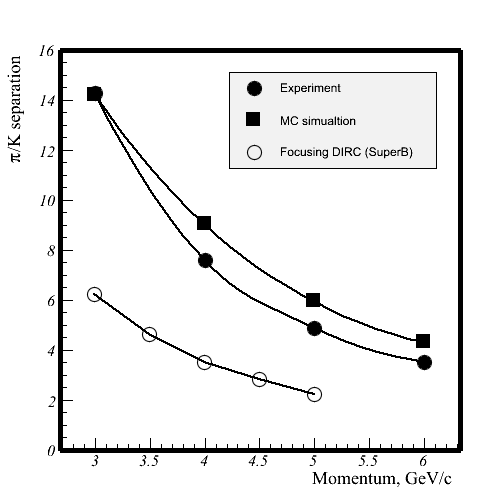 π/K separation
16
14
12
10
8
6
4
2
0
Experiment
MC simualtion
Focusing DIRC (SuperB)
3 3.5 4 4.5 5 5.5 6
Momentum, GeV/c